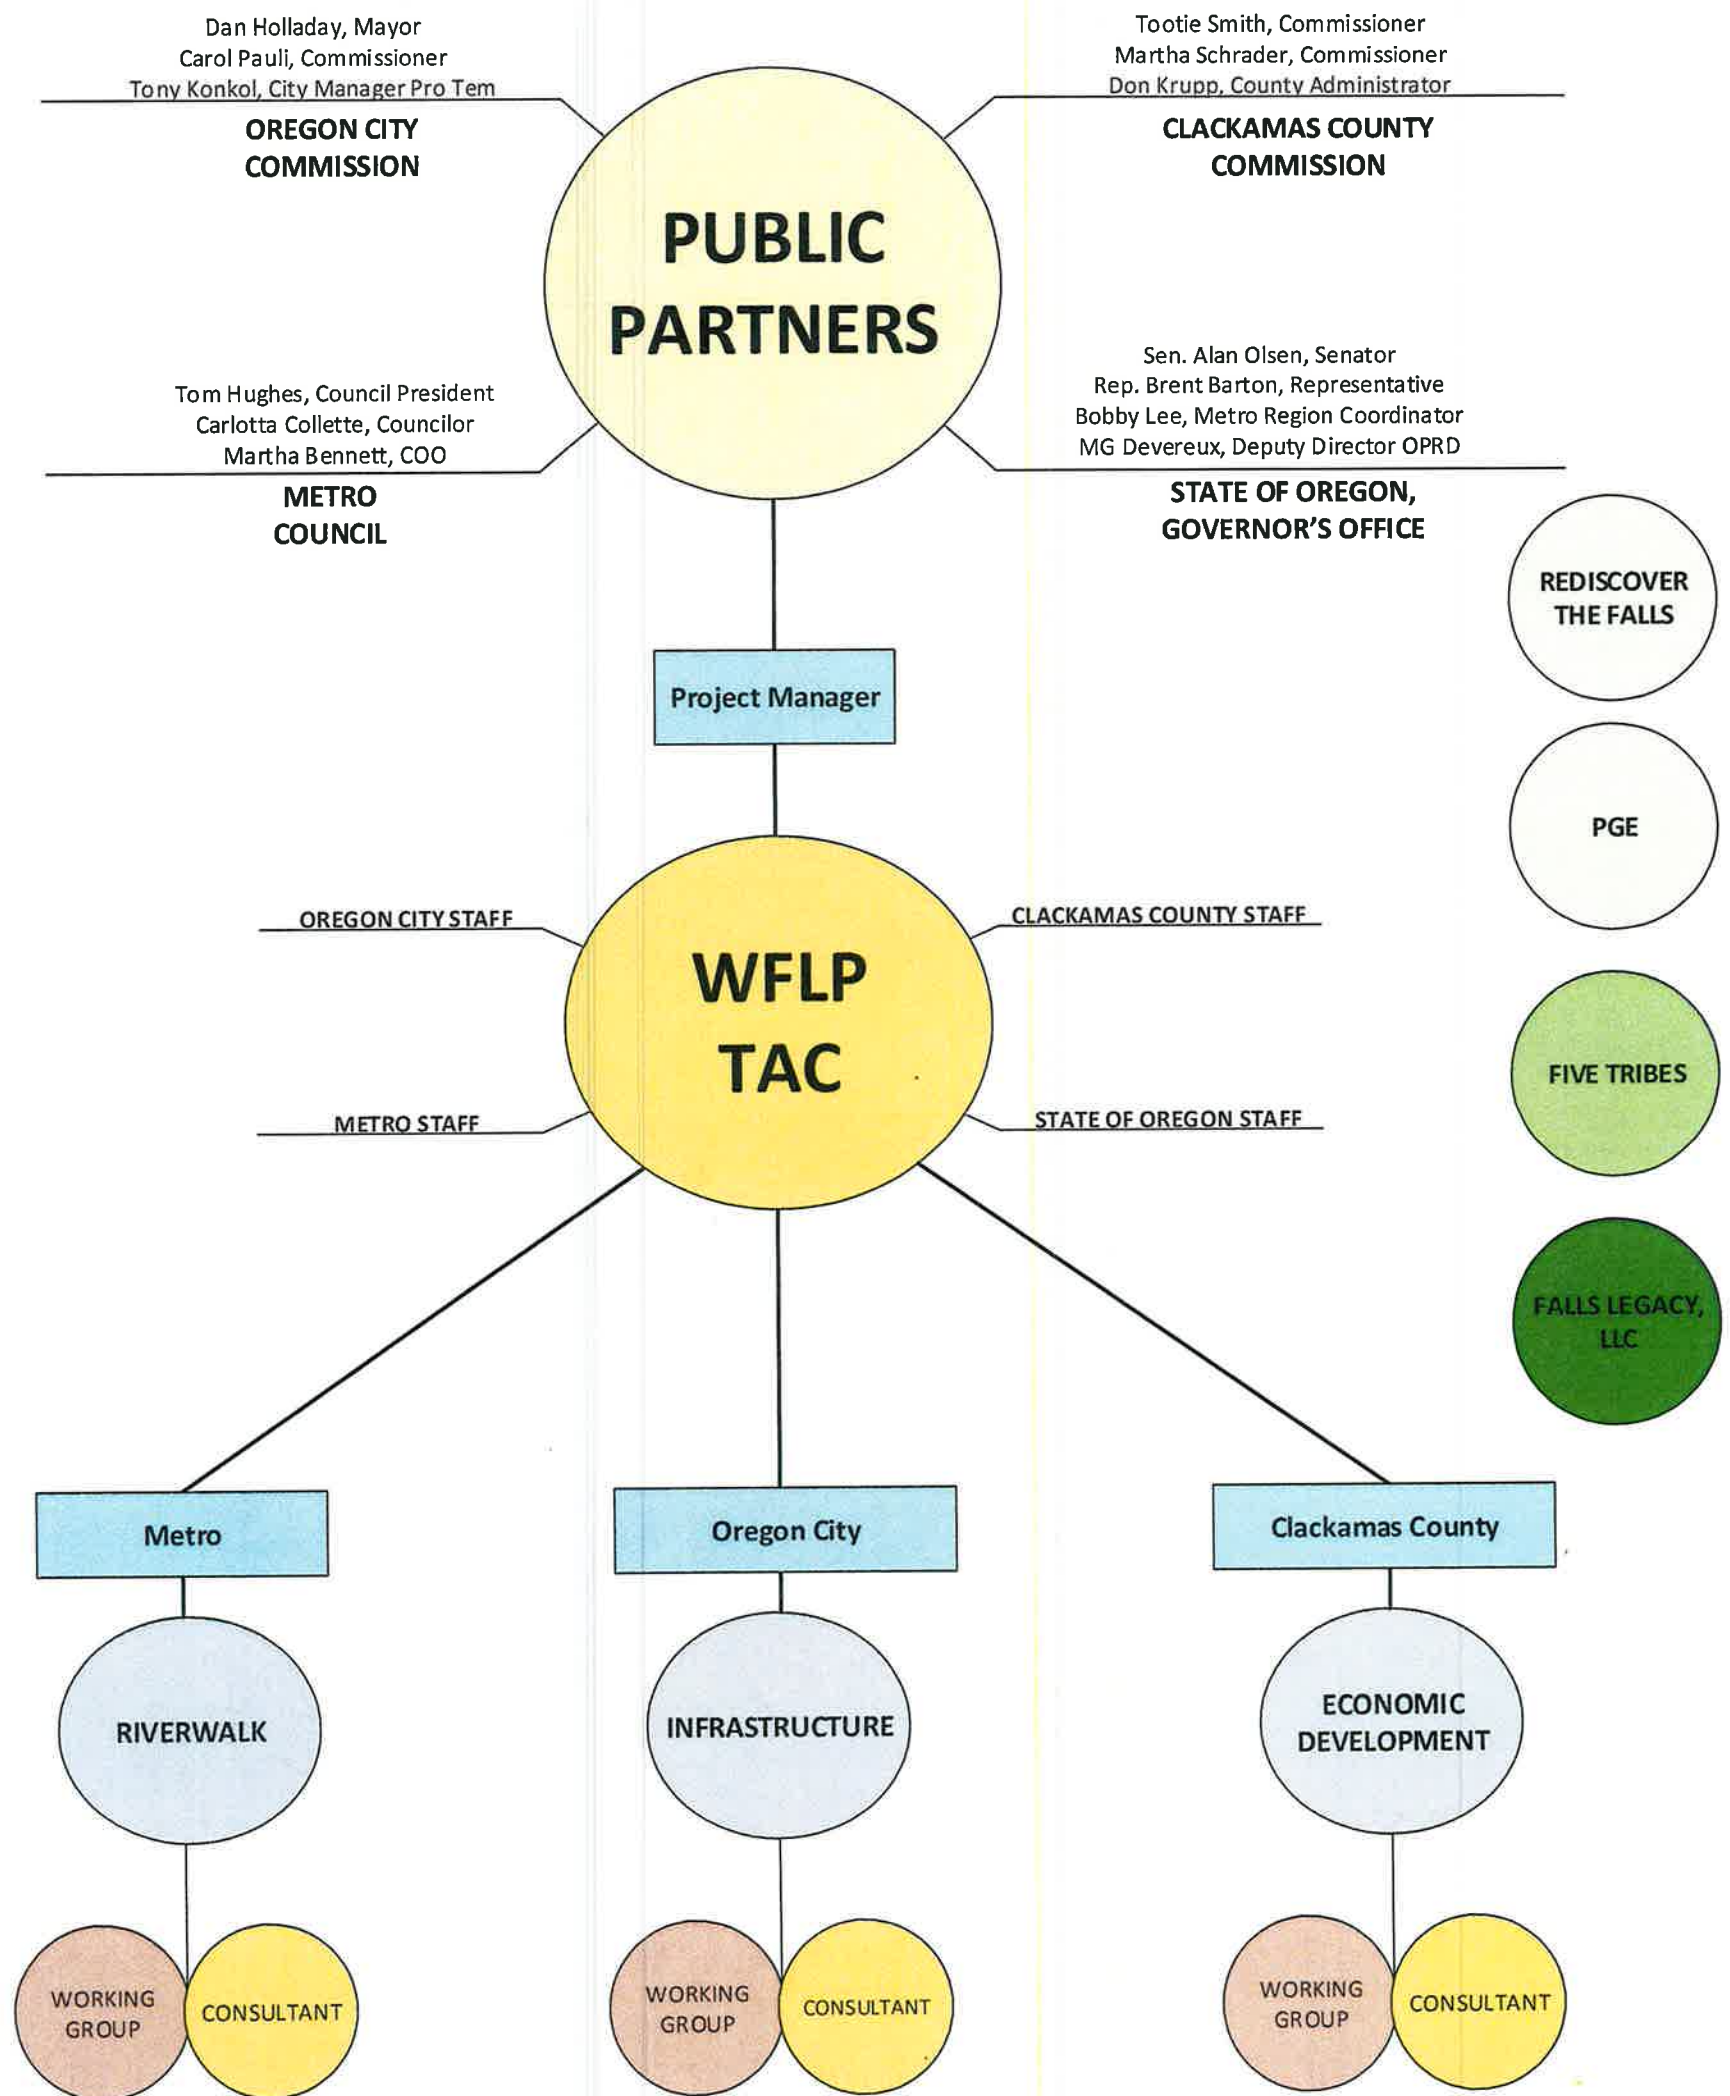 Dan Holladay, Mayor
Carol Pauli, Commissioner
Tony Konkol, City Manager Pro Tem
OREGON CITY
COMMISSION
Tootie Smith, Commissioner
Martha Schrader, Commissioner
Don Krupp, County Administrator
CLACKAMAS COUNTY
COMMISSION
PUBLIC
PARTNERS
Tom Hughes, Council President
Carlotta Collette, Councilor
Martha Bennett, COO
METRO
COUNCIL
Sen. Alan Olsen, Senator
Rep. Brent Barton, Representative
Bobby Lee, Metro Region Coordinator
MG Devereux, Deputy Director OPRD
STATE OF OREGON,
GOVERNOR'S OFFICE
REDISCOVER
THE FALLS
Project Manager
PGE
OREGON CITY STAFF
CLACKAMAS COUNTY STAFF
WFLP
TAC
METRO STAFF
STATE OF OREGON STAFF
FIVE TRIBES
FALLS LEGACY,
LLC
Metro
Oregon City
Clackamas County
RIVERWALK
INFRASTRUCTURE
ECONOMIC
DEVELOPMENT
WORKING
GROUP
CONSULTANT
WORKING
GROUP
CONSULTANT
WORKING
GROUP
CONSULTANT